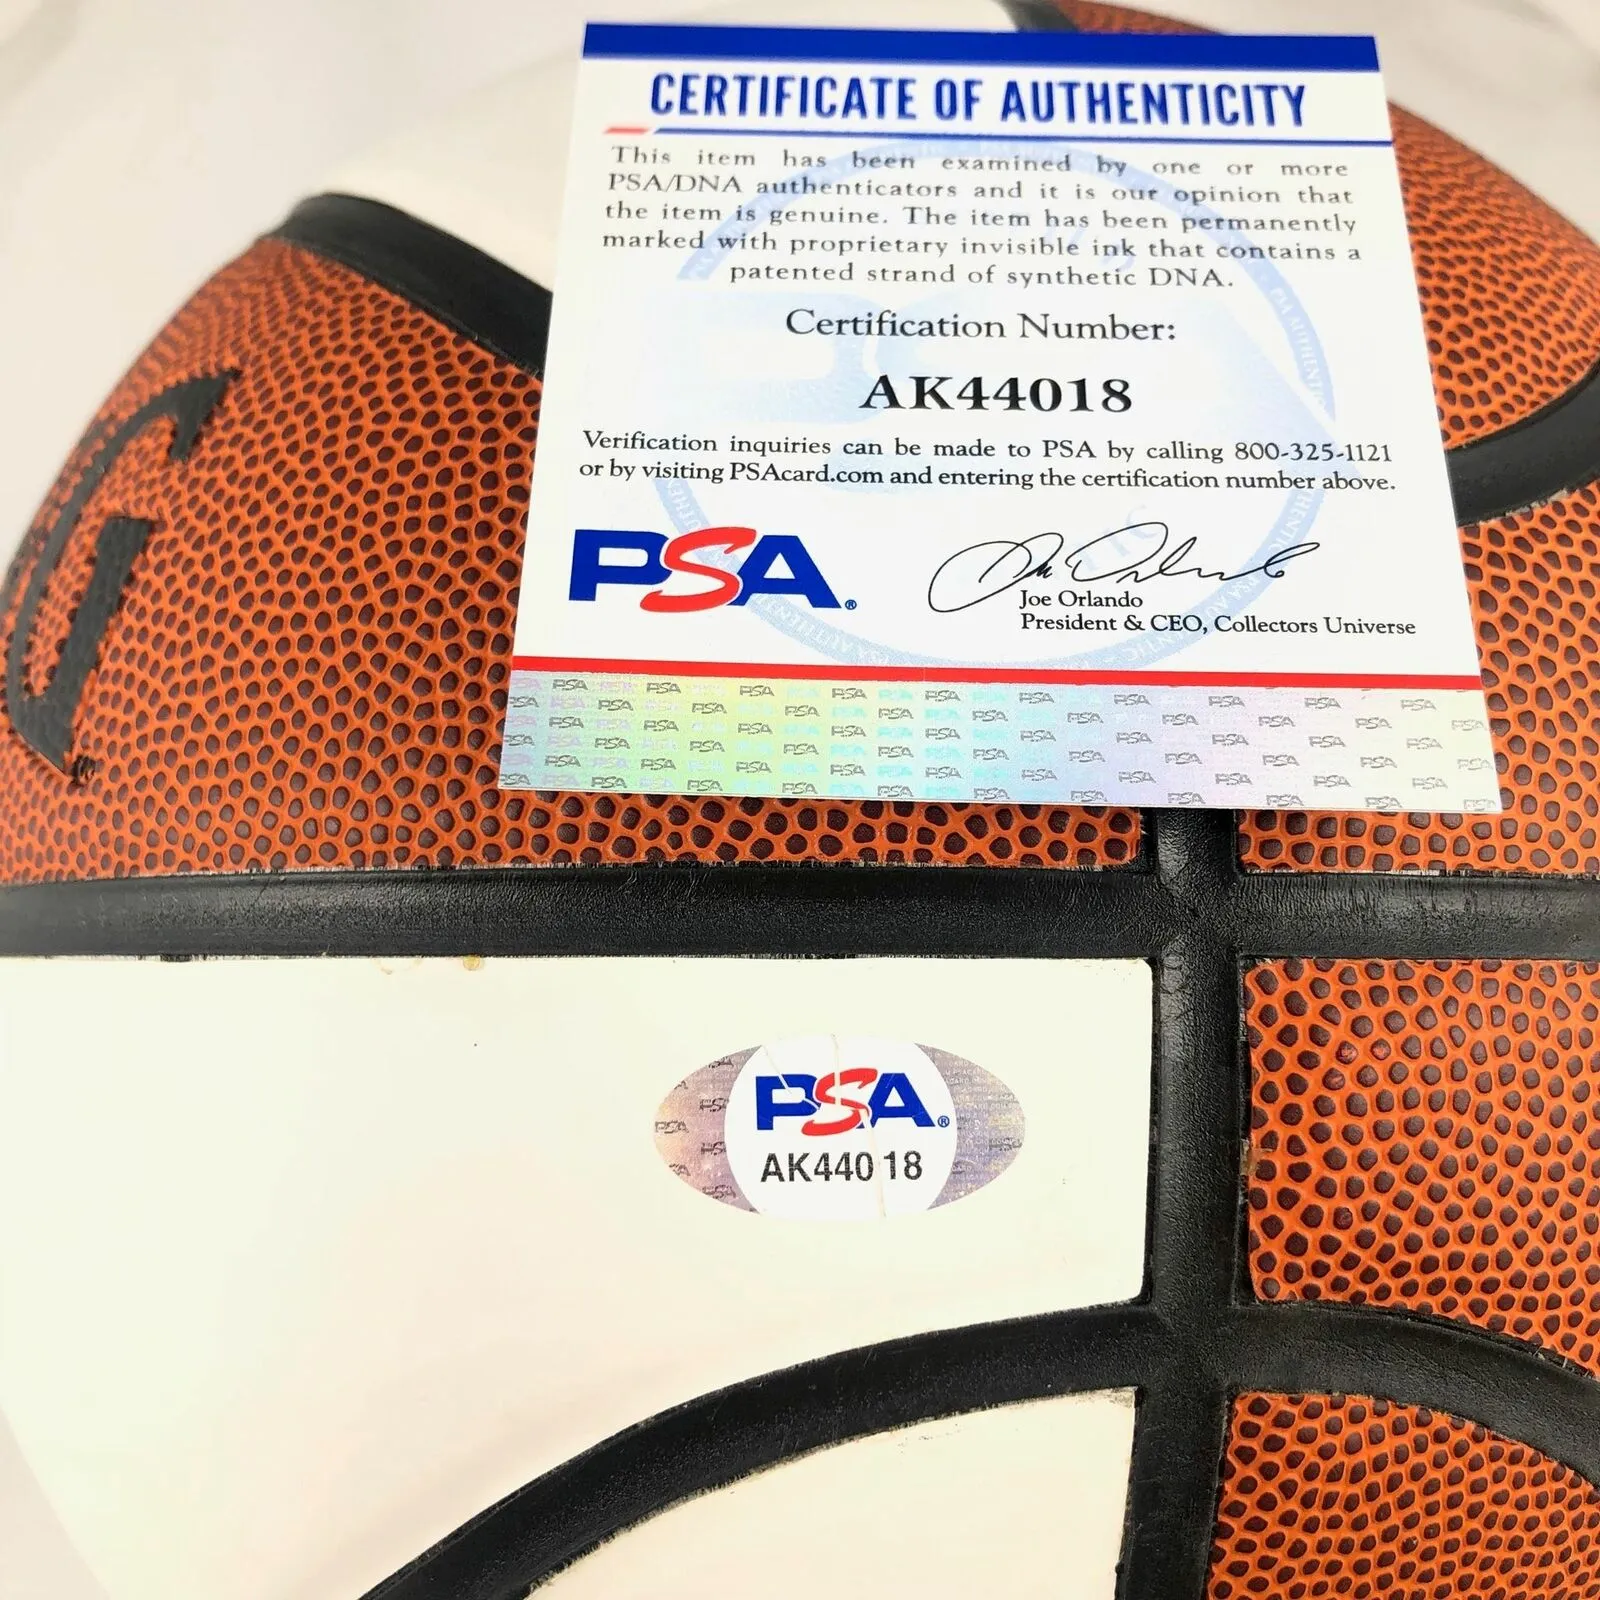 CERTIFICATE OF AUTHENTICITY
This item has been examined by one or more
PSA/DNA authenticators and it is our opinion that
the item is genuine. The item has been permanently
marked with proprietary invisible ink that contains a
patented strand of synthetic DNA.
Certification Number:
AK44018
Verification inquiries can be made to PSA by calling 800-325-1121
or by visiting PSAcard.com and entering the certification number above.
PSA®
Joe Orlando
President & CEO, Collectors Universe
G
PSA®
AK44018